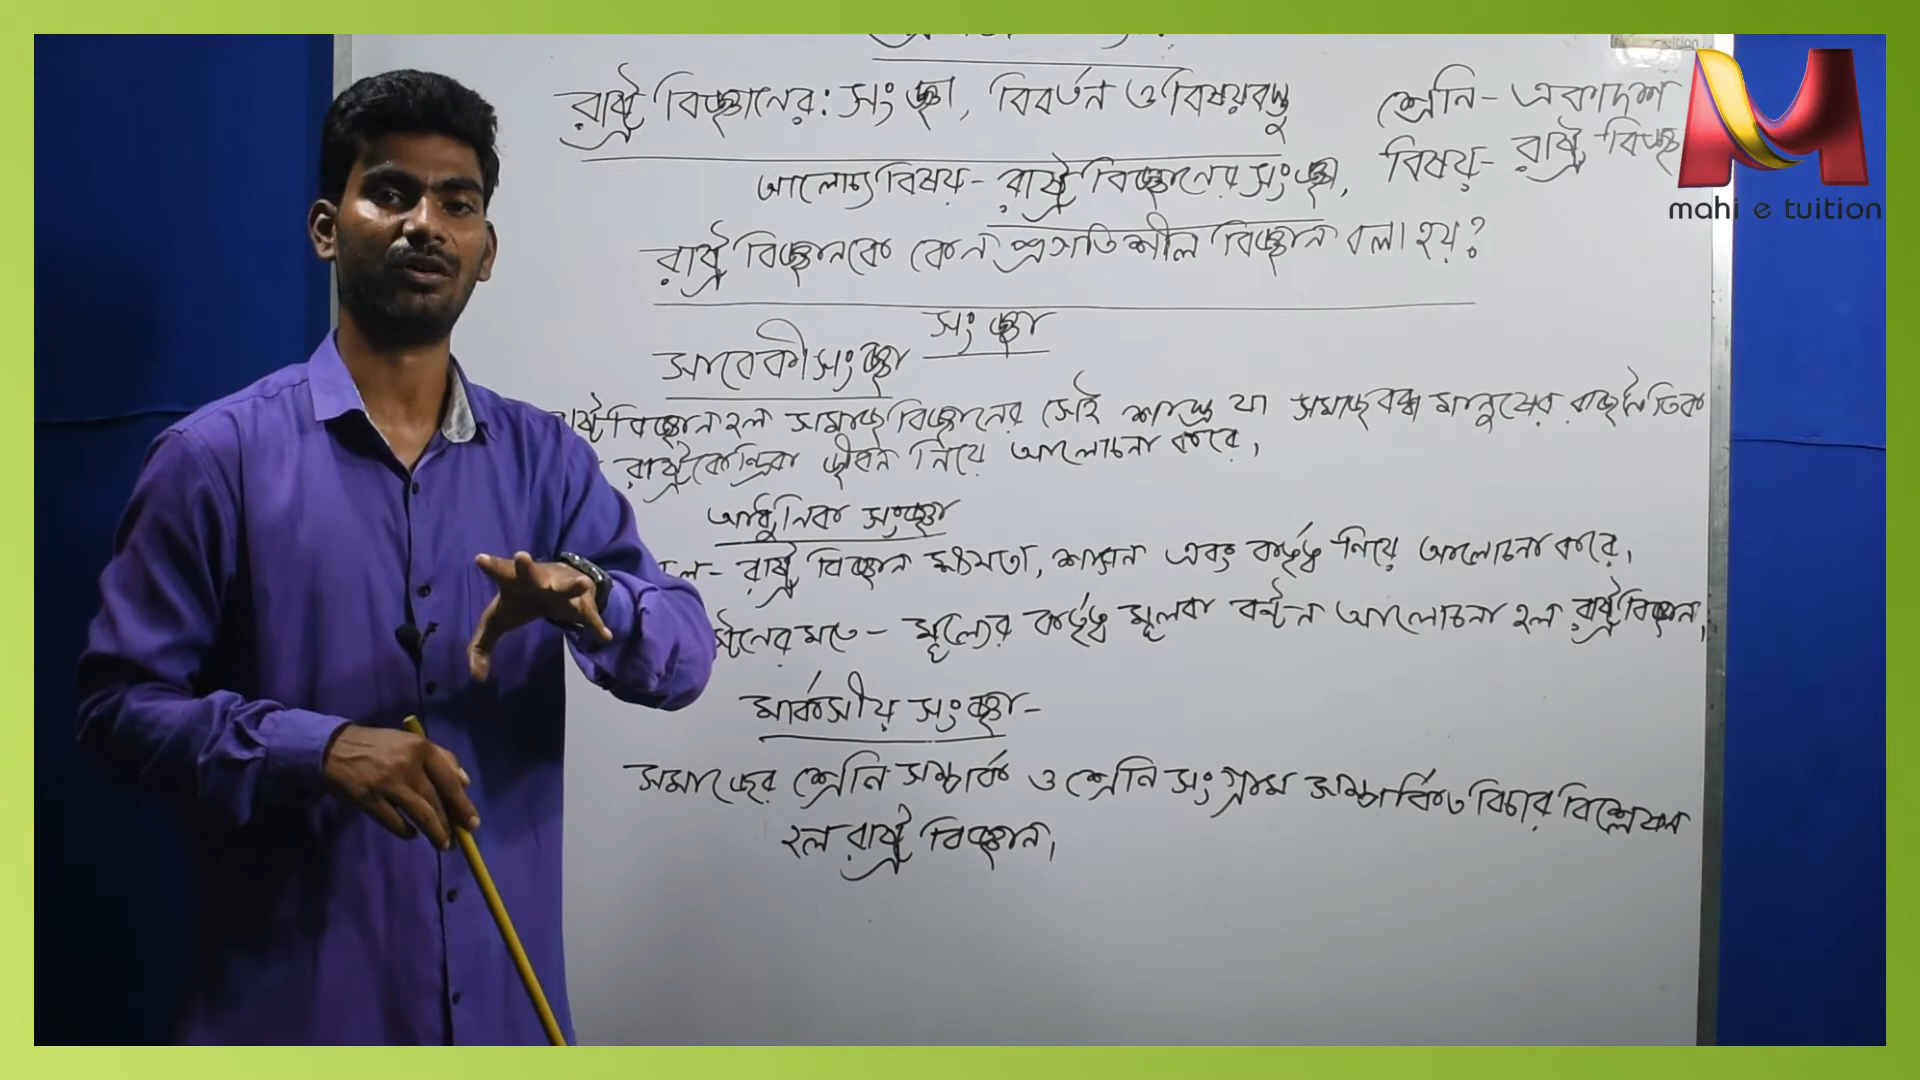 রাষ্ট্র বিজ্ঞানের: সংজ্ঞা, বিবর্তন ও বিষয়বস্তু
শ্রেনি - একাদশ
বিষয় - রাষ্ট্র বিজ্ঞ
mahi e tuition
আলোচ্য বিষয় - রাষ্ট্র বিজ্ঞানের সংজ্ঞা,
রাষ্ট্র বিজ্ঞানকে কেন প্রগতিশীল বিজ্ঞান বলা হয়?
সংজ্ঞা
সাবেকী সংজ্ঞা
বিজ্ঞান হল সমাজ বিজ্ঞানের সেই শাস্ত্র যা সমাজবদ্ধ মানুষের রাজনৈতিক
রাষ্ট্রকেন্দ্রিক জীবন নিয়ে আলোচনা করে,
আধুনিক সংজ্ঞা
রাষ্ট্র বিজ্ঞান ক্ষমতা, শাসন এবং কর্তৃত্ব নিয়ে আলোচনা করে,
মতে - মূল্যের কর্তৃত্ব মূলক বন্টন আলোচনা হল রাষ্ট্রবিজ্ঞান,
মার্কসীয় সংজ্ঞা -
সমাজের শ্রেনি সম্পর্ক ও শ্রেনি সংগ্রাম সম্পর্কিত বিচার বিশ্লেষণ
হল রাষ্ট্র বিজ্ঞান,